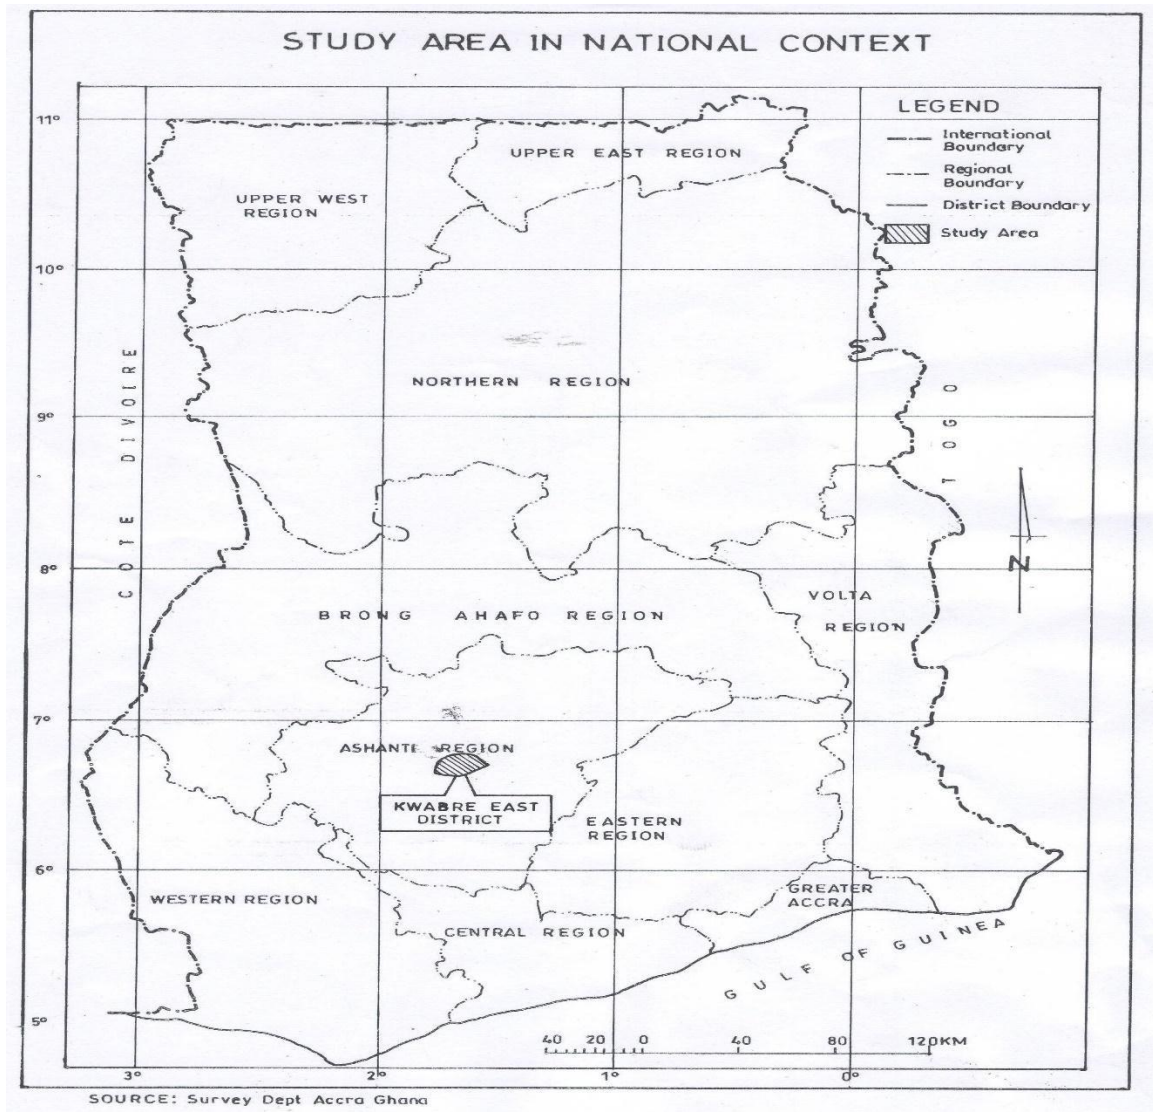 STUDY AREA IN NATIONAL CONTEXT
LEGEND
International
Boundary
Regional
Boundary
District Boundary
Study Area
11°
10°
9°
8°
7°
6°
5°
UPPER EAST REGION
UPPER WEST
REGION
NORTHERN REGION
COTE DIVOIRE
TOGO
N
BRONG AHAFO REGION
VOLTA
REGION
ASHANTI REGION
KWABRE EAST
DISTRICT
EASTERN
REGION
WESTERN REGION
CENTRAL REGION
GREATER
ACCRA
GULF OF GUINEA
40 20 0 40 80 120KM
3° 2° 1° 0°
SOURCE: Survey Dept Accra Ghana